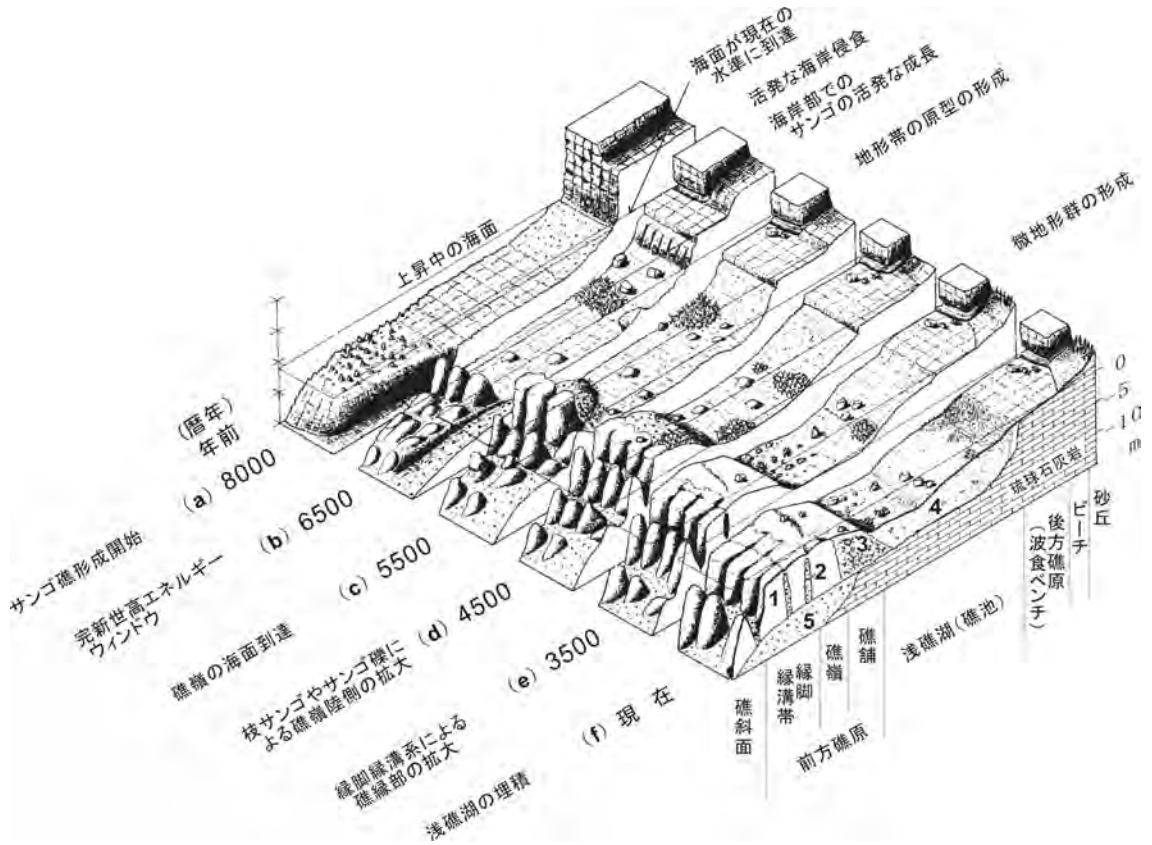 海面が現在の
水準に到達
活発な海岸侵食
海岸部での
サンゴの活発な成長
地形帯の原型の形成
微地形群の形成
上昇中の海面
0
5
10
m
(暦年)
年前
(a) 8000
(b) 6500
(c) 5500
(d) 4500
(e) 3500
(f) 現在
サンゴ礁形成開始
完新世高エネルギー
ウィンドウ
礁嶺の海面到達
枝サンゴやサンゴ礫に
よる礁嶺陸側の拡大
縁脚縁溝系による
礁縁部の拡大
浅礁湖の埋積
4
4
3
2
1
5
琉球石灰岩
砂丘
ビーチ
後方礁原
(波食ベンチ)
浅礁湖(礁池)
礁舗
礁嶺
縁脚
縁溝帯
礁斜面
前方礁原